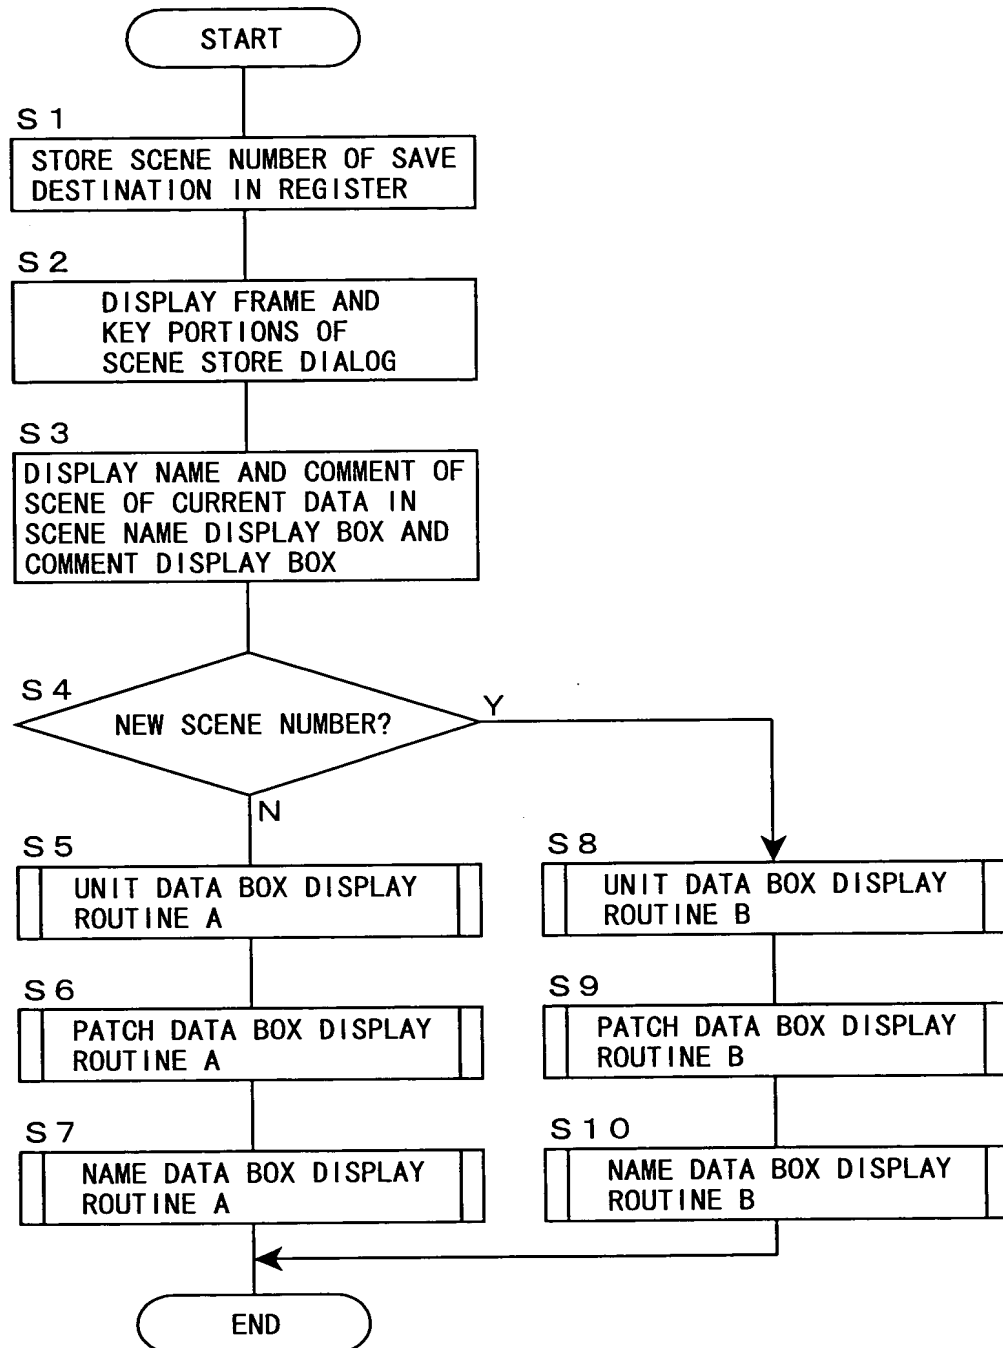 START
S1
STORE SCENE NUMBER OF SAVE
DESTINATION IN REGISTER
S2
DISPLAY FRAME AND
KEY PORTIONS OF
SCENE STORE DIALOG
S3
DISPLAY NAME AND COMMENT OF
SCENE OF CURRENT DATA IN
SCENE NAME DISPLAY BOX AND
COMMENT DISPLAY BOX
S4
NEW SCENE NUMBER?
Y
N
S5
UNIT DATA BOX DISPLAY
ROUTINE A
S6
PATCH DATA BOX DISPLAY
ROUTINE A
S7
NAME DATA BOX DISPLAY
ROUTINE A
S8
UNIT DATA BOX DISPLAY
ROUTINE B
S9
PATCH DATA BOX DISPLAY
ROUTINE B
S10
NAME DATA BOX DISPLAY
ROUTINE B
END